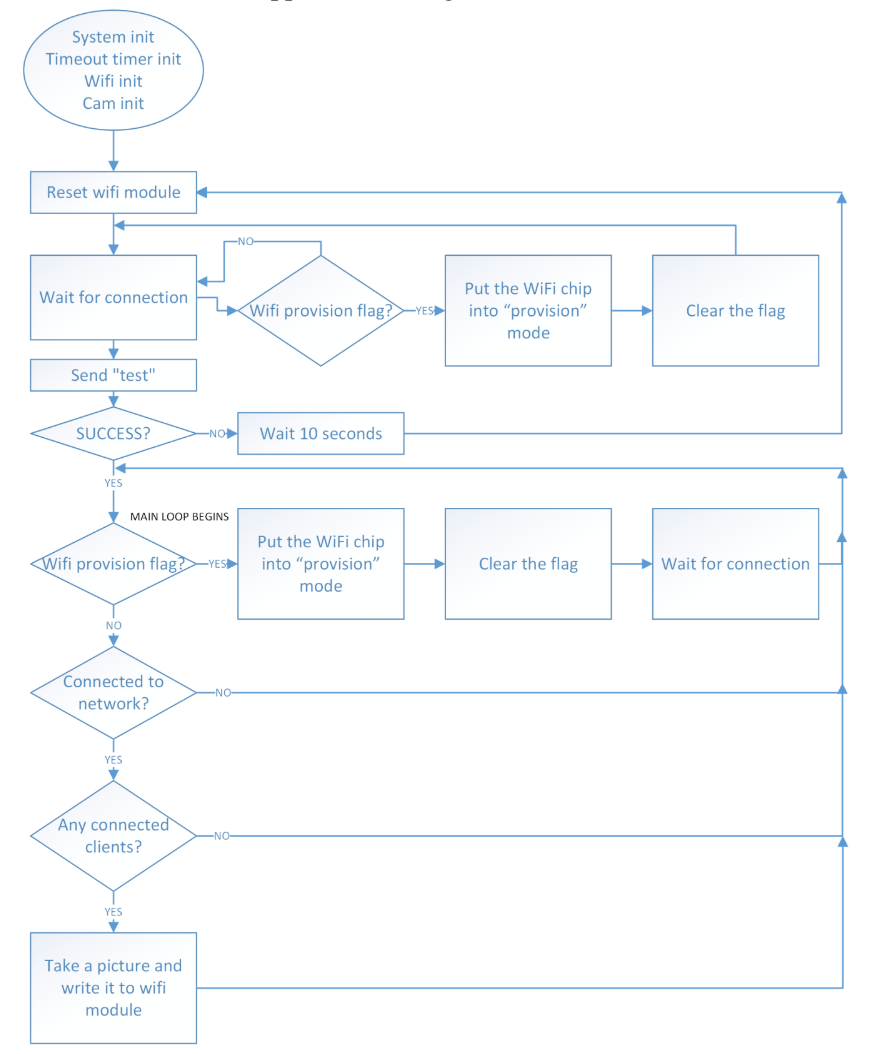 System init
Timeout timer init
Wifi init
Cam init
Reset wifi module
NO
Wait for connection
Wifi provision flag?
YES
Put the WiFi chip
into “provision”
mode
Clear the flag
Send "test"
SUCCESS?
NO
Wait 10 seconds
YES
MAIN LOOP BEGINS
Wifi provision flag?
YES
Put the WiFi chip
into “provision”
mode
Clear the flag
Wait for connection
NO
Connected to
network?
NO
YES
Any connected
clients?
NO
YES
Take a picture and
write it to wifi
module